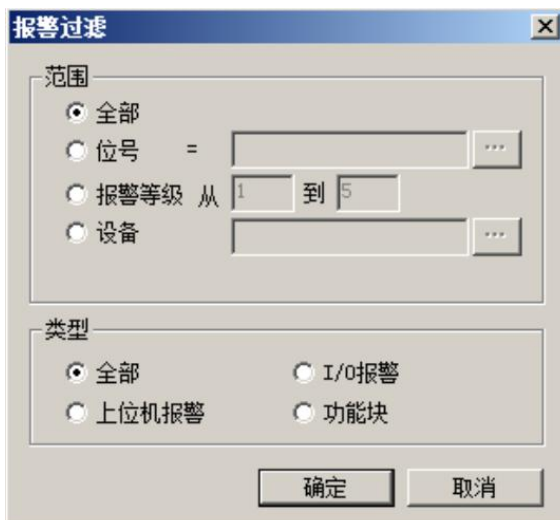 报警过滤
范围
全部
位号 = ...
报警等级 从 1 到 5
设备 ...
类型
全部 I/O报警
上位机报警 功能块
确定 取消